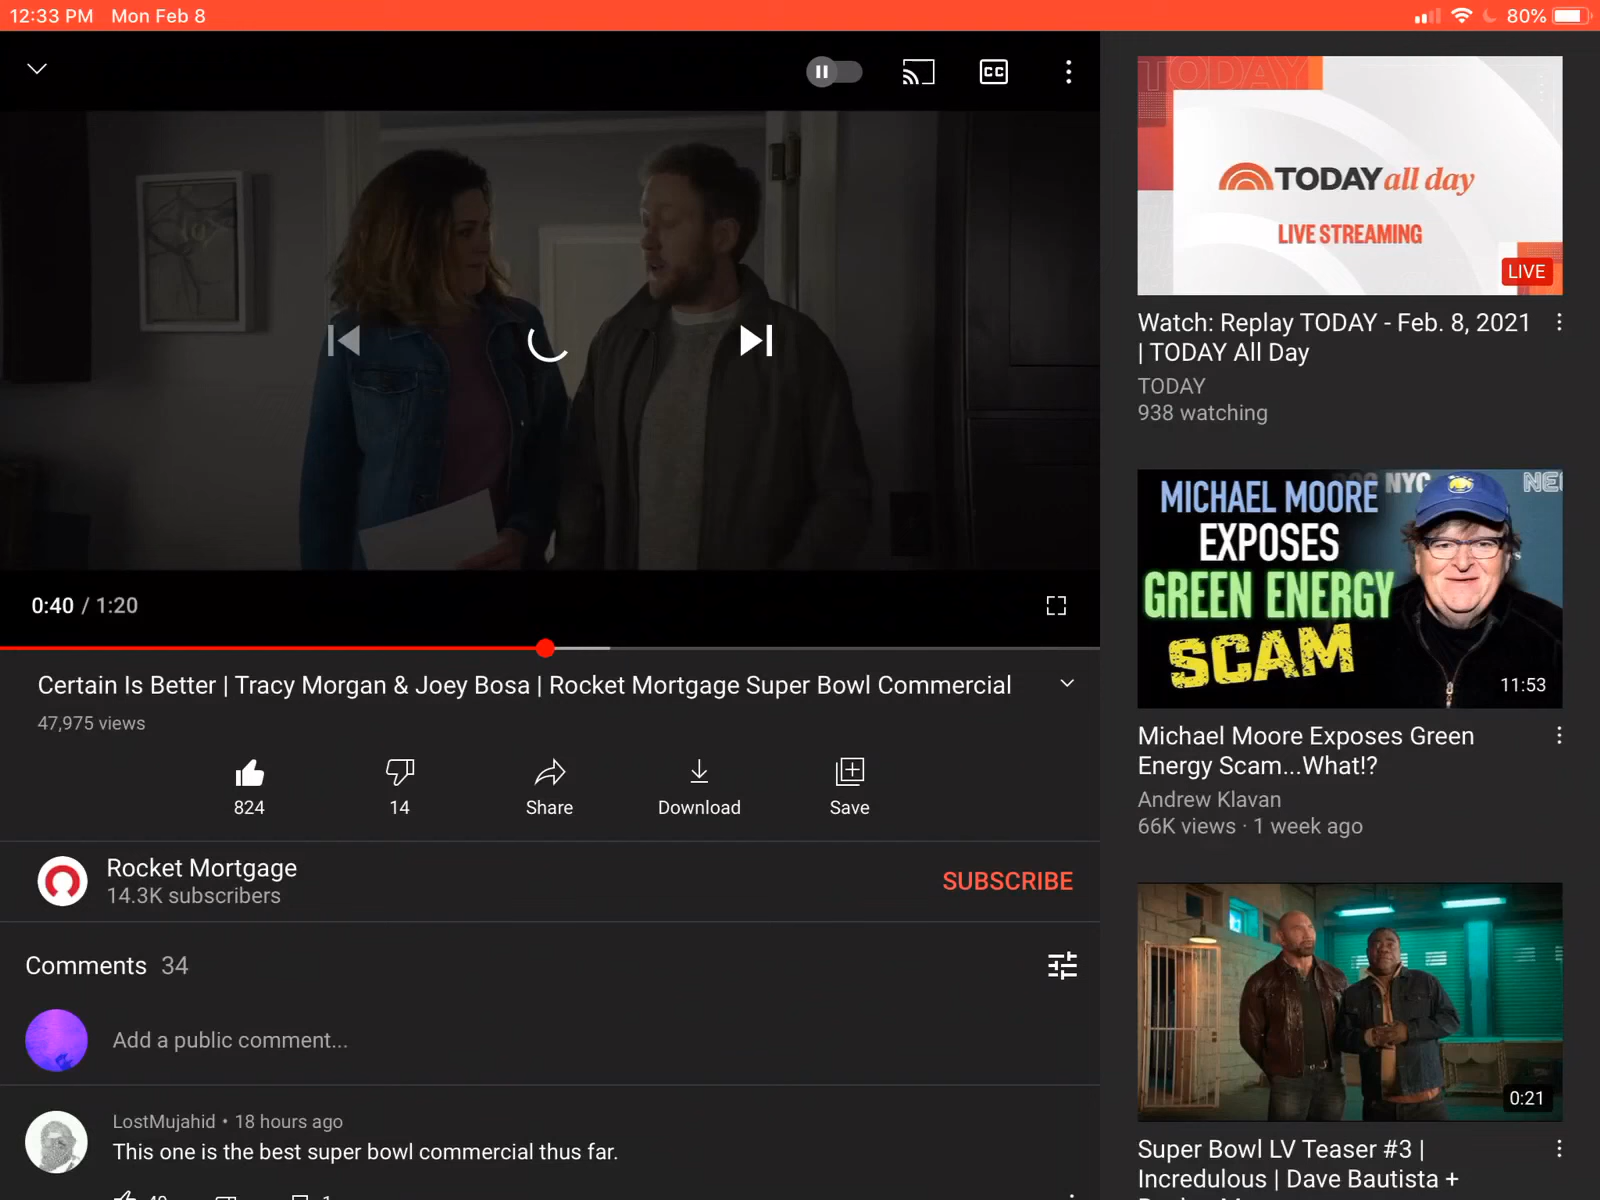 12:33 PM Mon Feb 8
80%
CC
0:40 / 1:20
Certain Is Better | Tracy Morgan & Joey Bosa | Rocket Mortgage Super Bowl Commercial
47,975 views
824
14
Share
Download
Save
Rocket Mortgage
14.3K subscribers
SUBSCRIBE
Comments 34
Add a public comment...
LostMujahid • 18 hours ago
This one is the best super bowl commercial thus far.
TODAY
TODAY all day
LIVE STREAMING
LIVE
Watch: Replay TODAY - Feb. 8, 2021
| TODAY All Day
TODAY
938 watching
NYC
MICHAEL MOORE
EXPOSES
GREEN ENERGY
SCAM
11:53
Michael Moore Exposes Green
Energy Scam...What!?
Andrew Klavan
66K views · 1 week ago
0:21
Super Bowl LV Teaser #3 |
Incredulous | Dave Bautista +